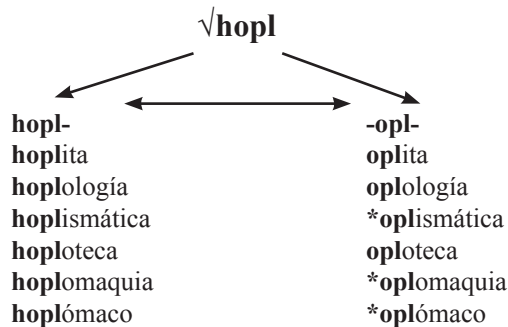 √hopl
hopl- -opl-
hoplita oplita
hoplología oplología
hoplismática *oplismática
hoploteca oploteca
hoplomaquia *oplomaquia
hoplómaco *oplómaco